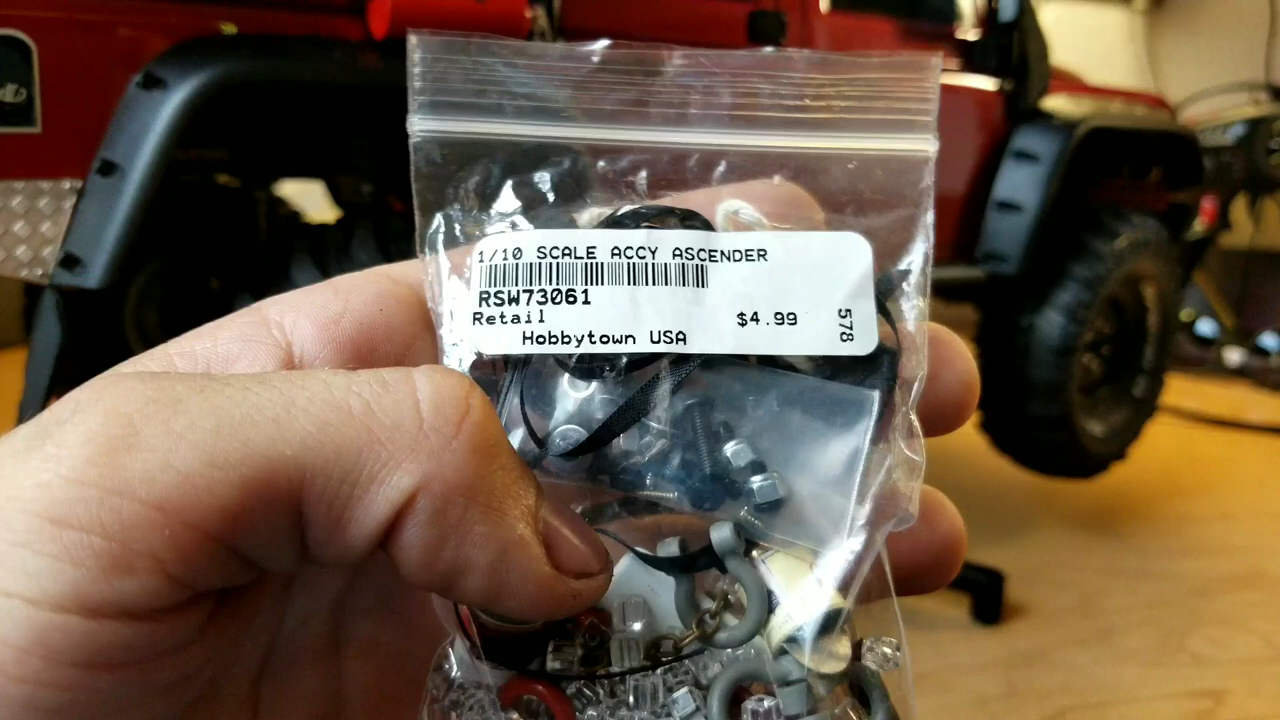 1/10 SCALE ACCY ASCENDER
RSW73061
Retail
$4.99
578
Hobbytown USA